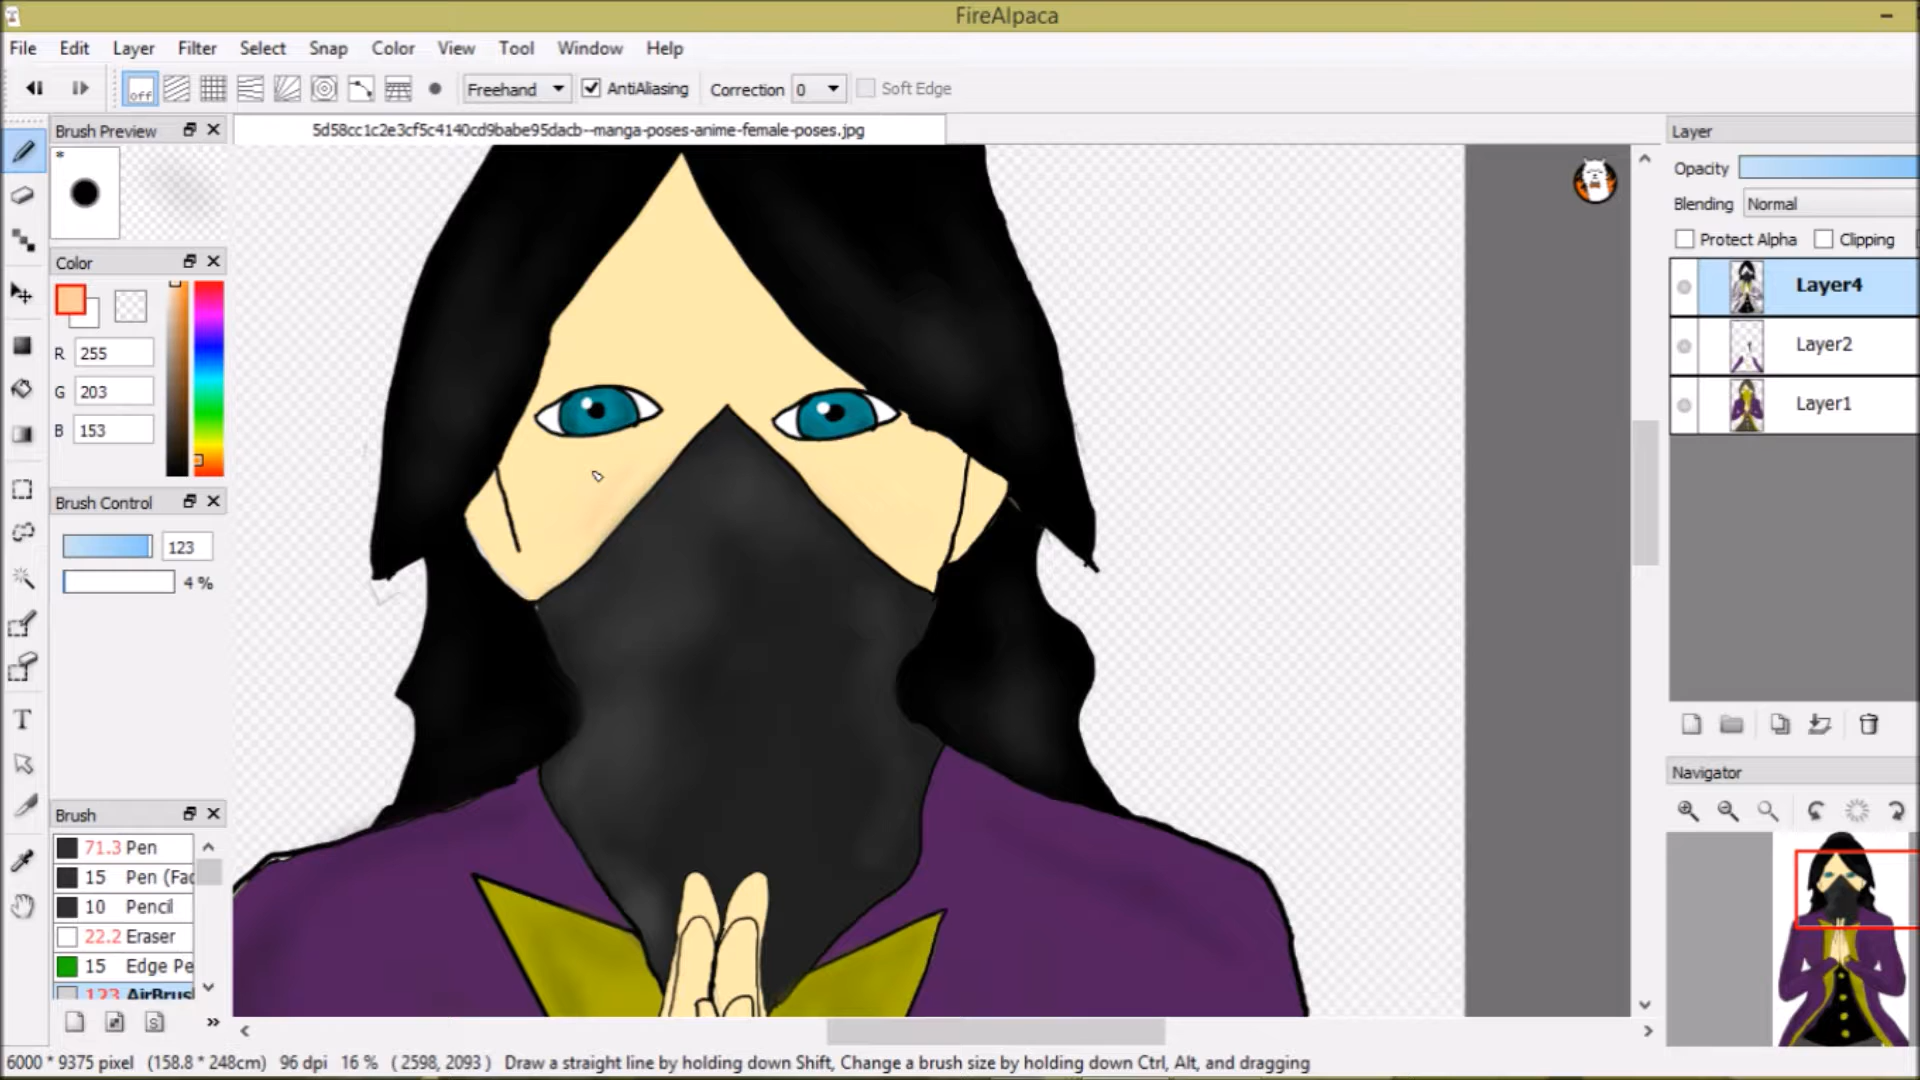 FireAlpaca
File Edit Layer Filter Select Snap Color View Tool Window Help
off Freehand AntiAliasing Correction 0 Soft Edge
Brush Preview
5d58cc1c2e3cf5c4140cd9babe95dacb--manga-poses-anime-female-poses.jpg
*
Color
R 255
G 203
B 153
Brush Control
123
4 %
Brush
71.3 Pen
15 Pen (Fac
10 Pencil
22.2 Eraser
15 Edge Pe
123 AirBrus
Layer
Opacity
Blending Normal
Protect Alpha Clipping
Layer4
Layer2
Layer1
Navigator
6000 * 9375 pixel (158.8 * 248cm) 96 dpi 16 % ( 2598, 2093 ) Draw a straight line by holding down Shift, Change a brush size by holding down Ctrl, Alt, and dragging